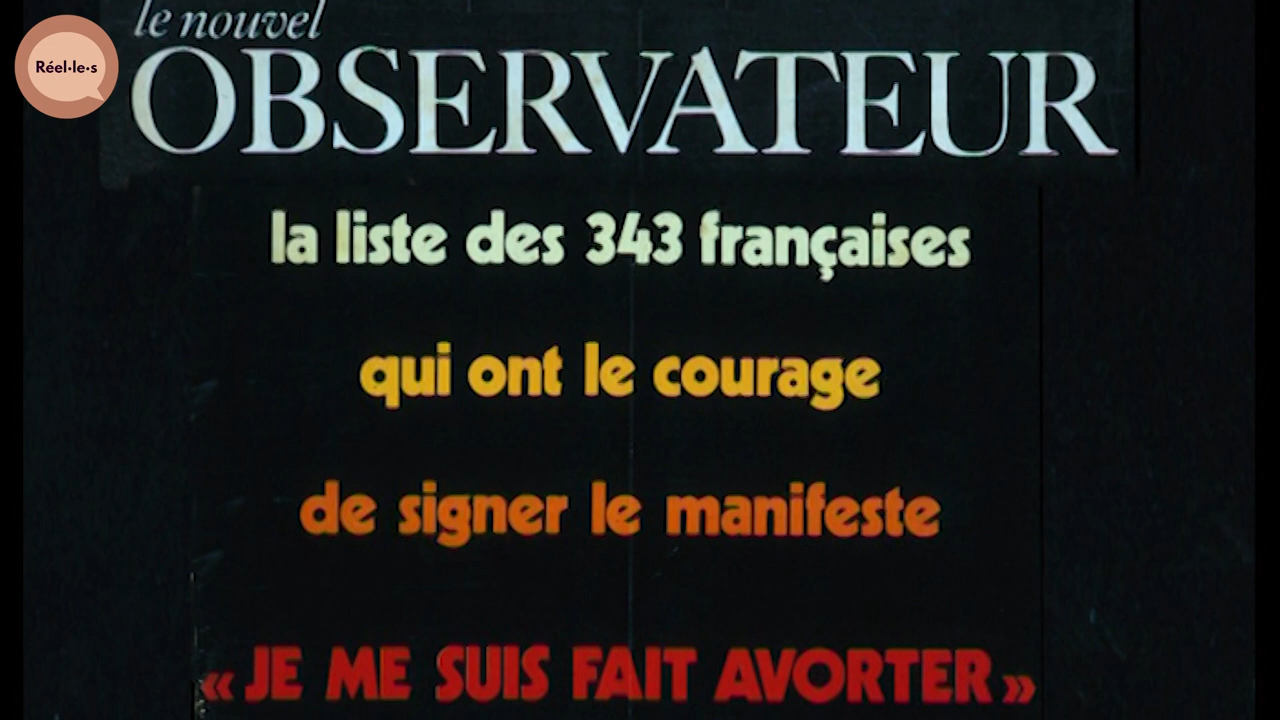 le nouvel
Réel·le·s
OBSERVATEUR
la liste des 343 françaises
qui ont le courage
de signer le manifeste
« JE ME SUIS FAIT AVORTER »